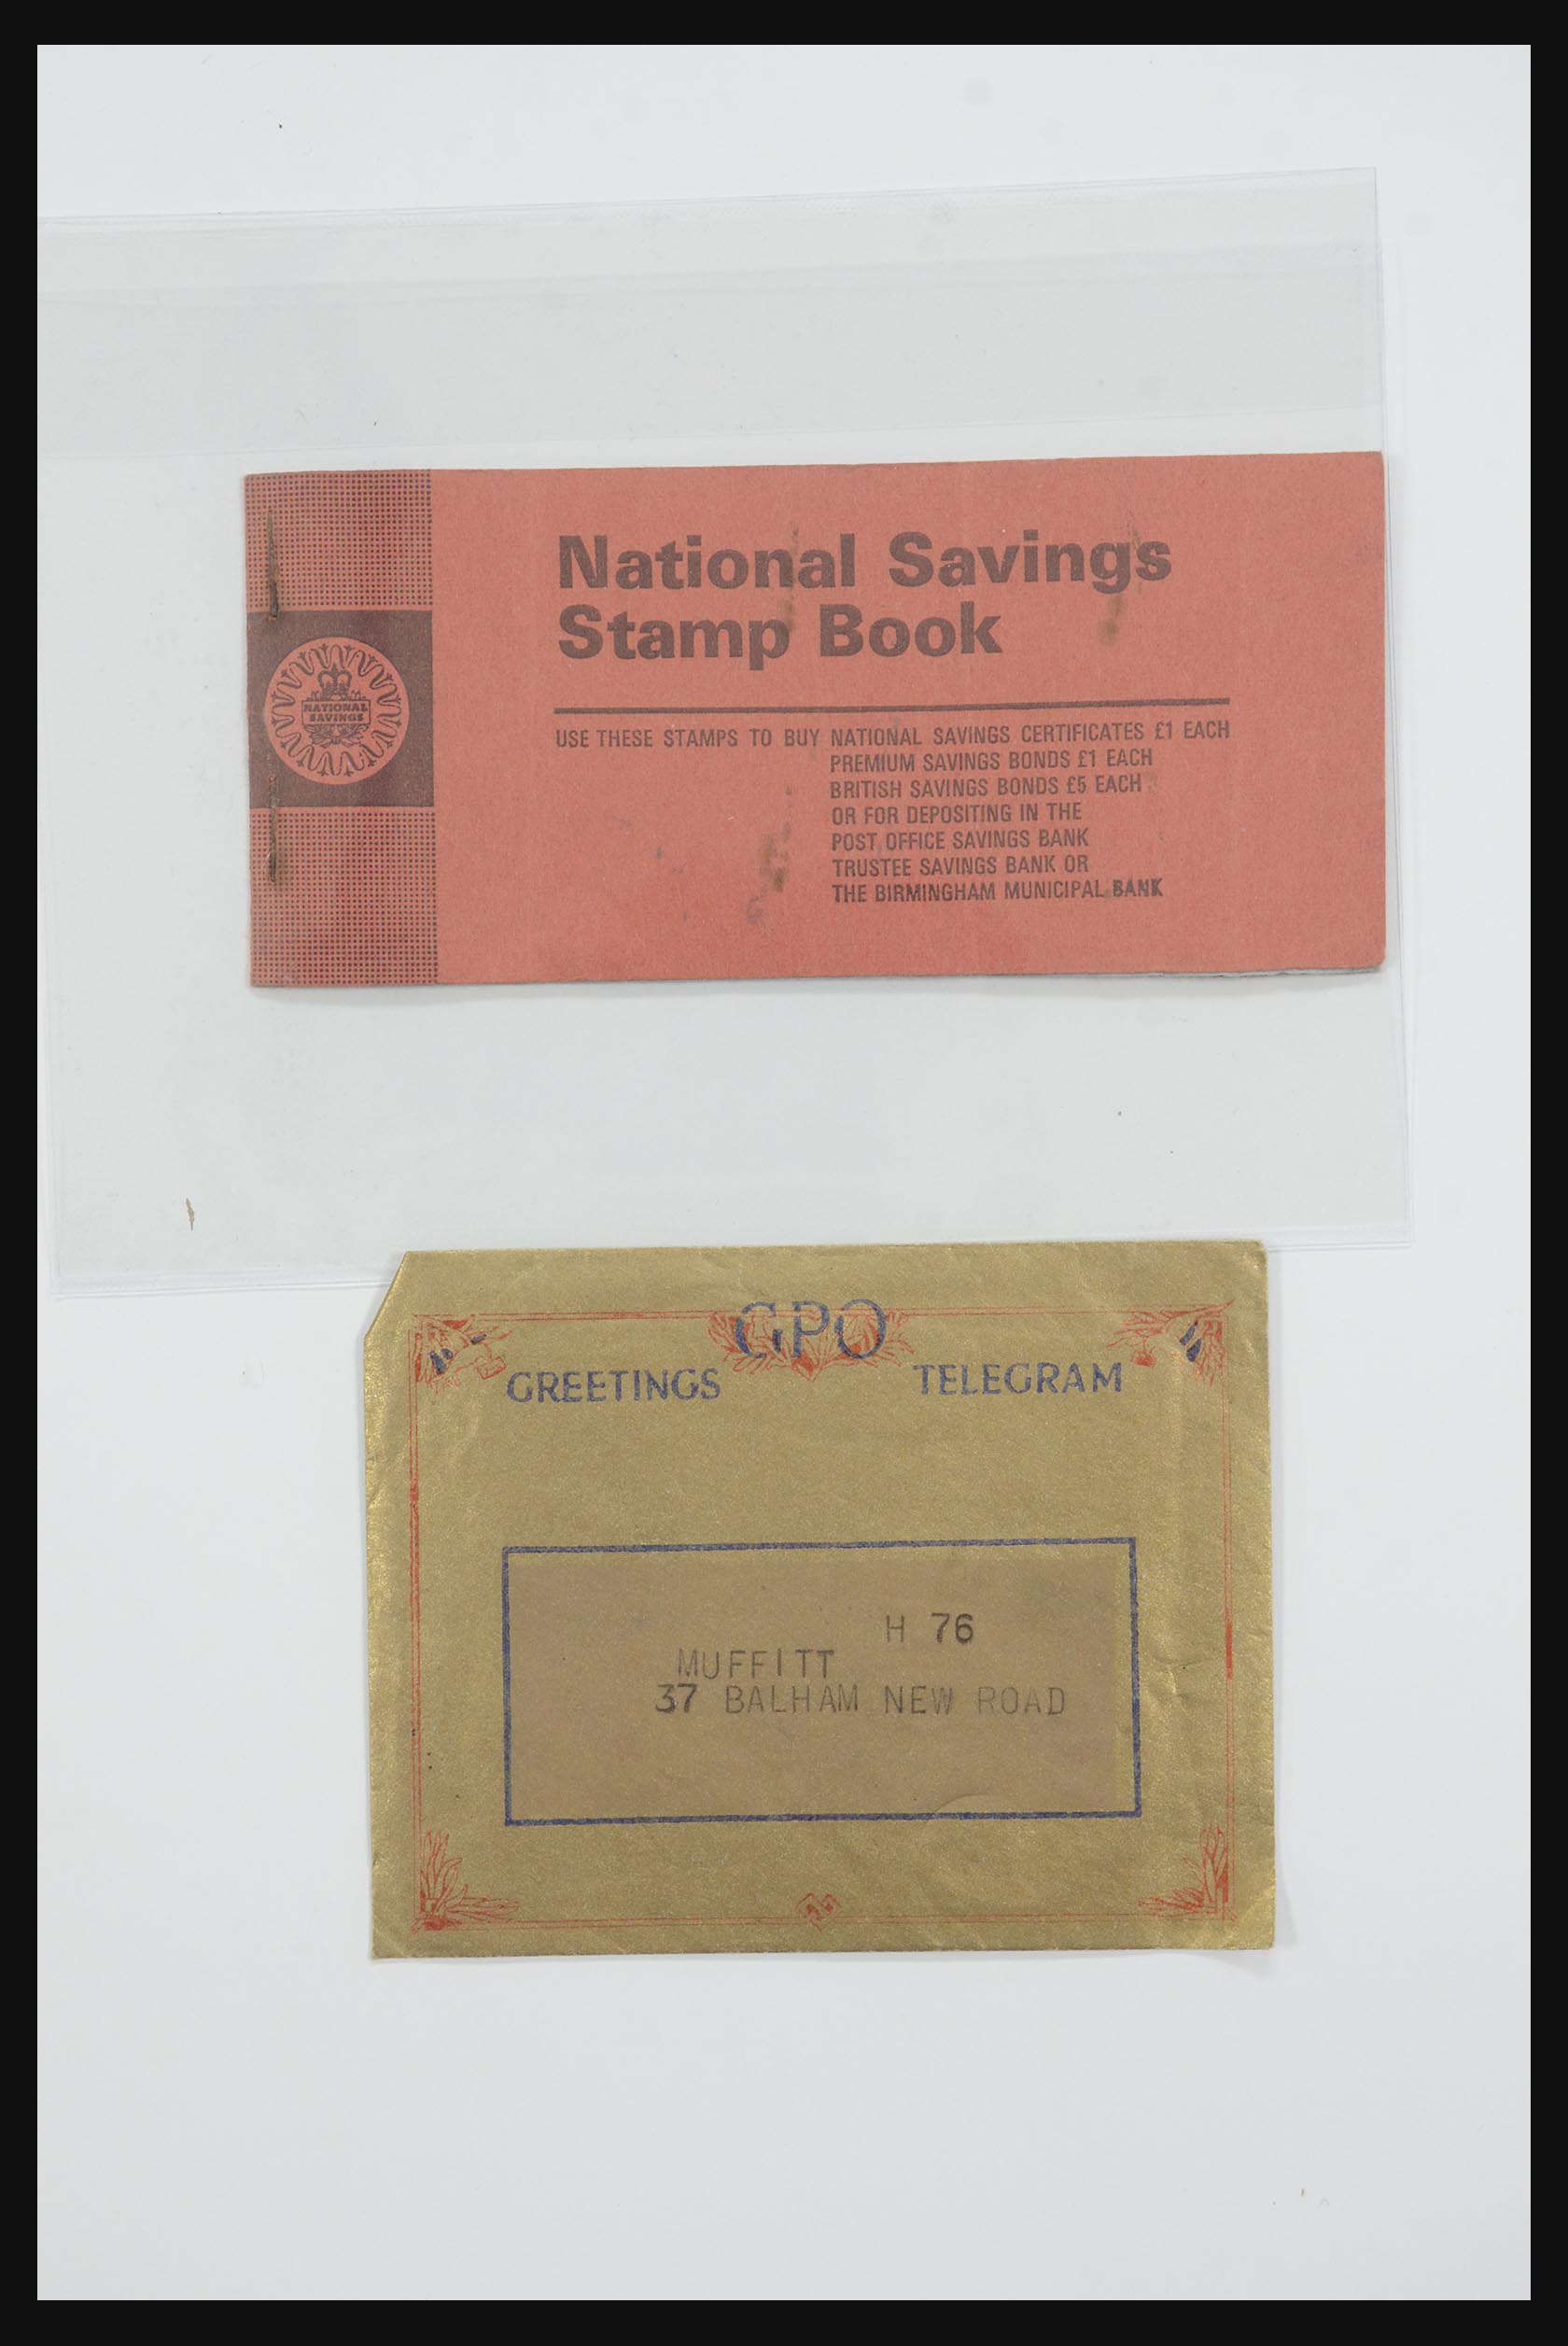 National Savings
Stamp Book
NATIONAL
SAVINGS
USE THESE STAMPS TO BUY NATIONAL SAVINGS CERTIFICATES £1 EACH
PREMIUM SAVINGS BONDS £1 EACH
BRITISH SAVINGS BONDS £5 EACH
OR FOR DEPOSITING IN THE
POST OFFICE SAVINGS BANK
TRUSTEE SAVINGS BANK OR
THE BIRMINGHAM MUNICIPAL BANK
GPO
GREETINGS TELEGRAM
H 76
MUFFITT
37 BALHAM NEW ROAD